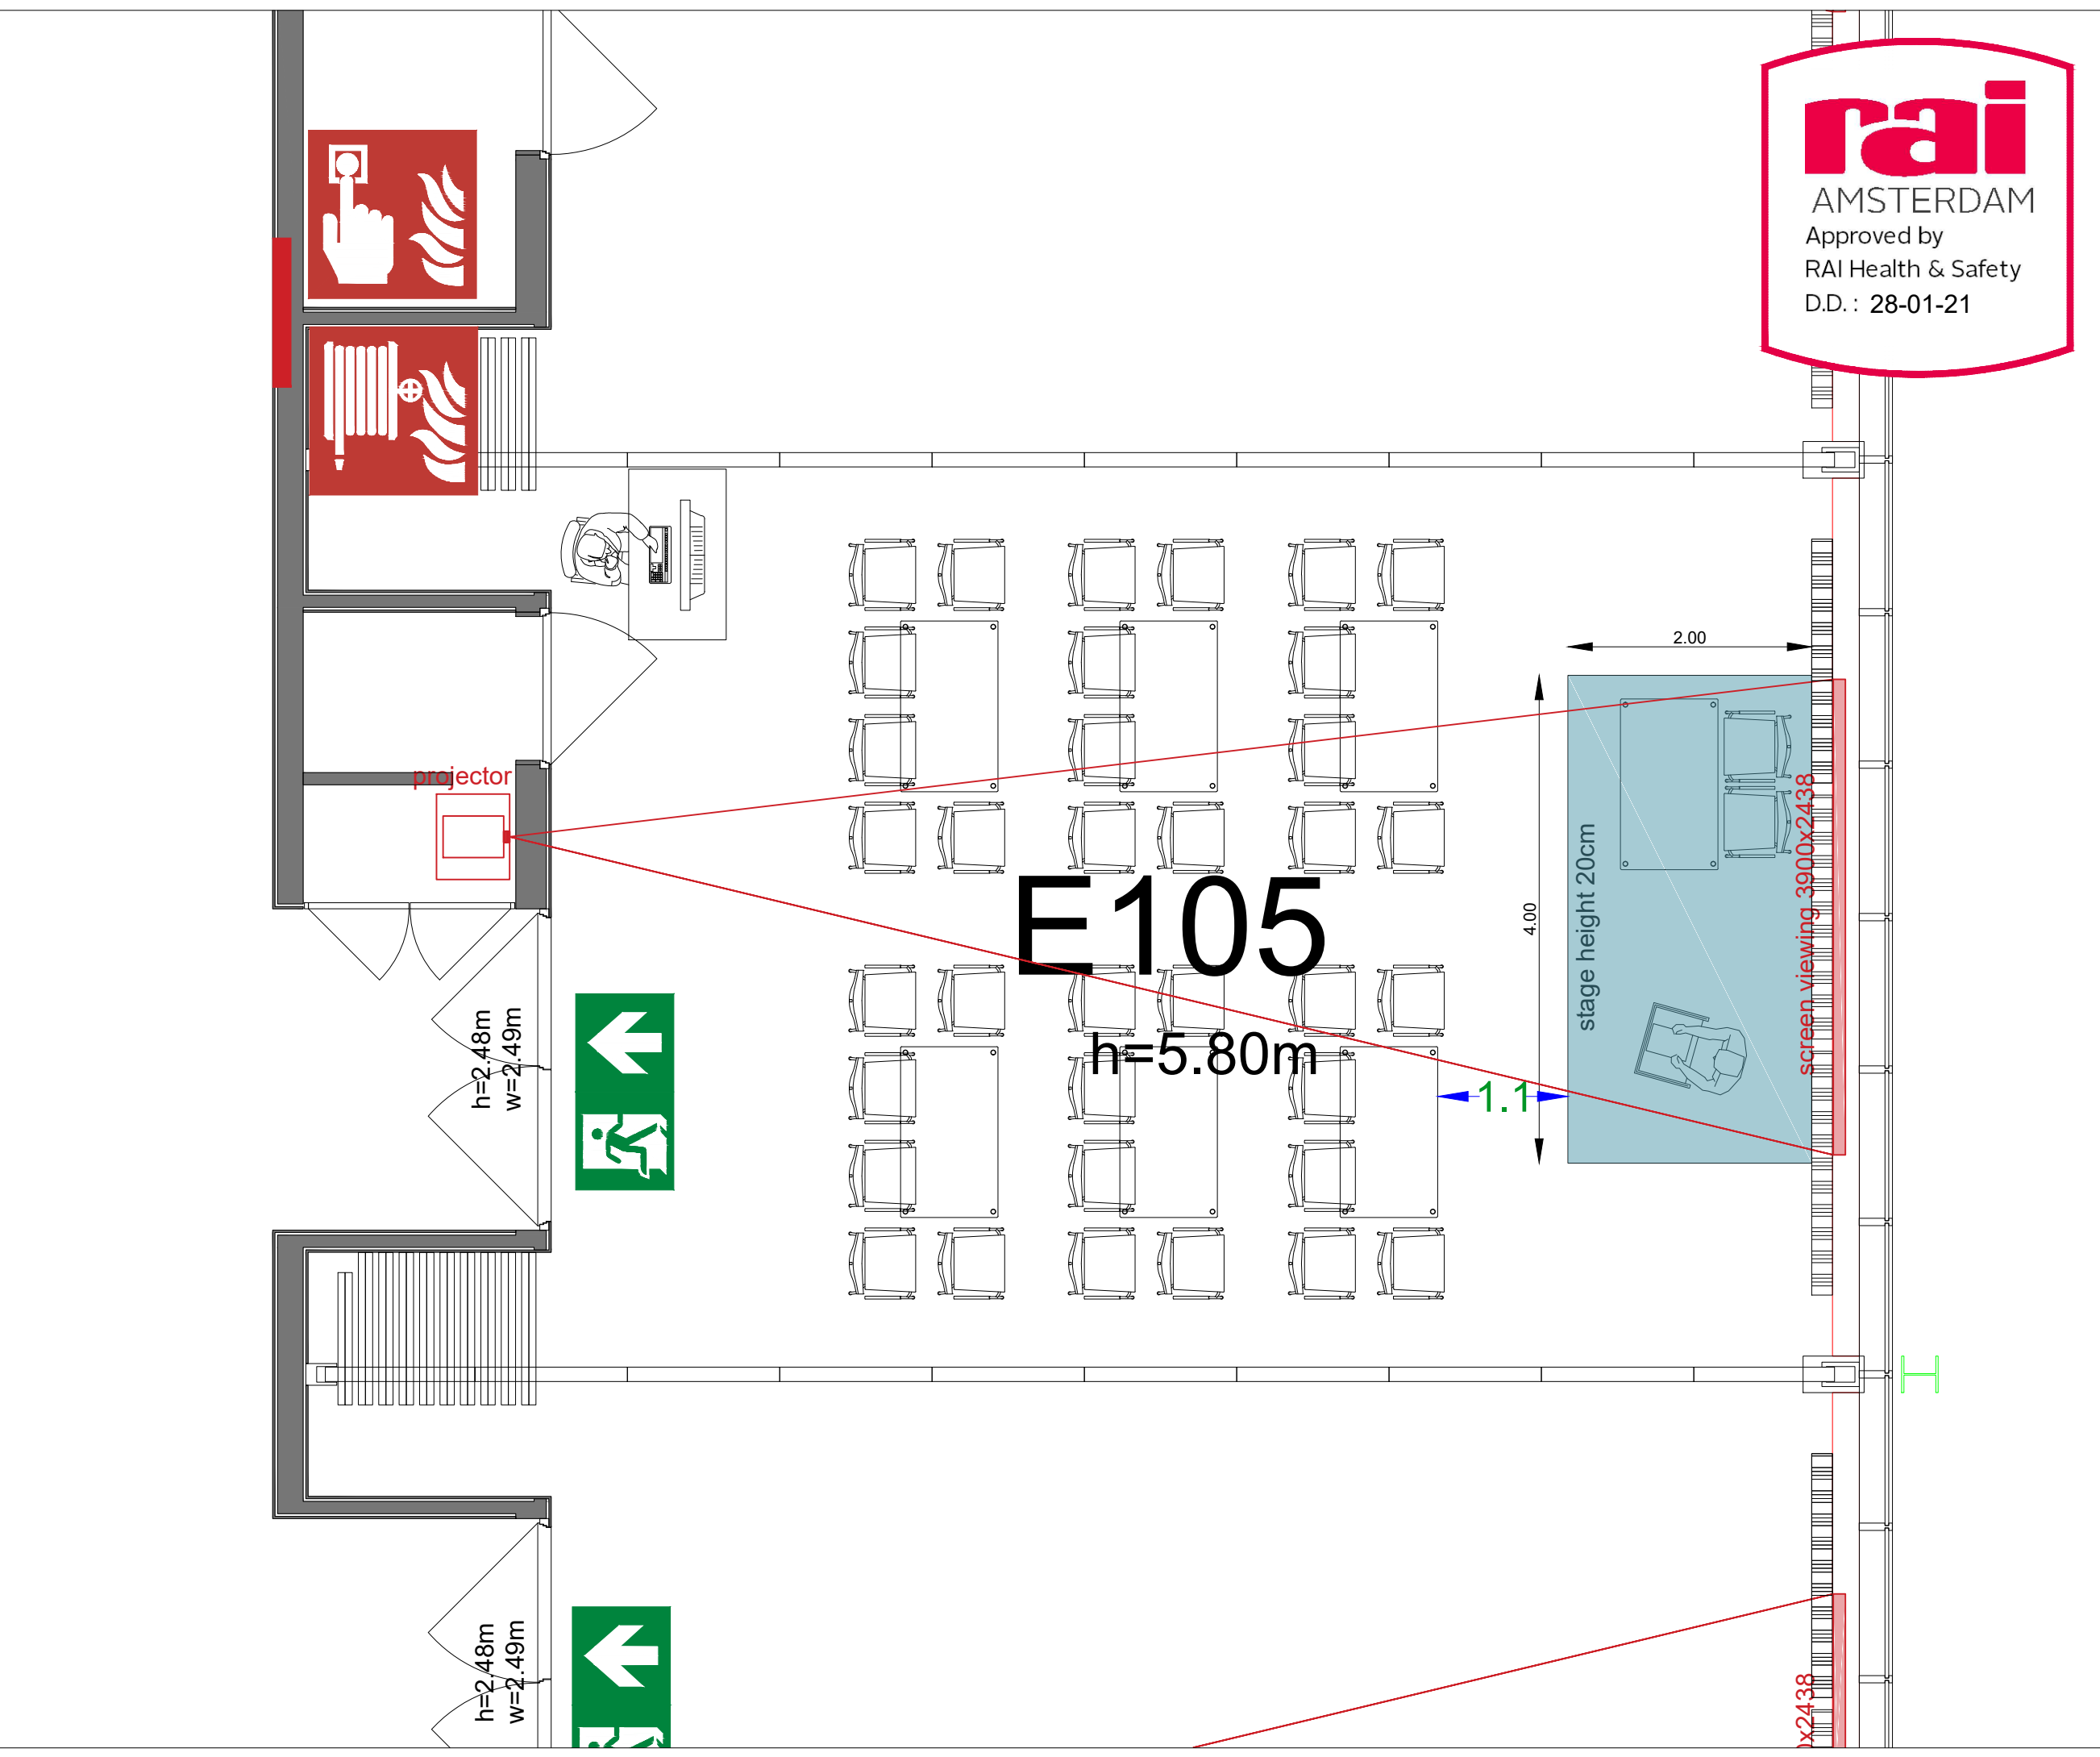 rai
AMSTERDAM
Approved by
RAI Health & Safety
D.D. : 28-01-21
2.00
projector
screen viewing 3900x2438
stage height 20cm
4.00
E105
h=5.80m
1.1
h=2.48m
w=2.49m
h=2.48m
w=2.49m